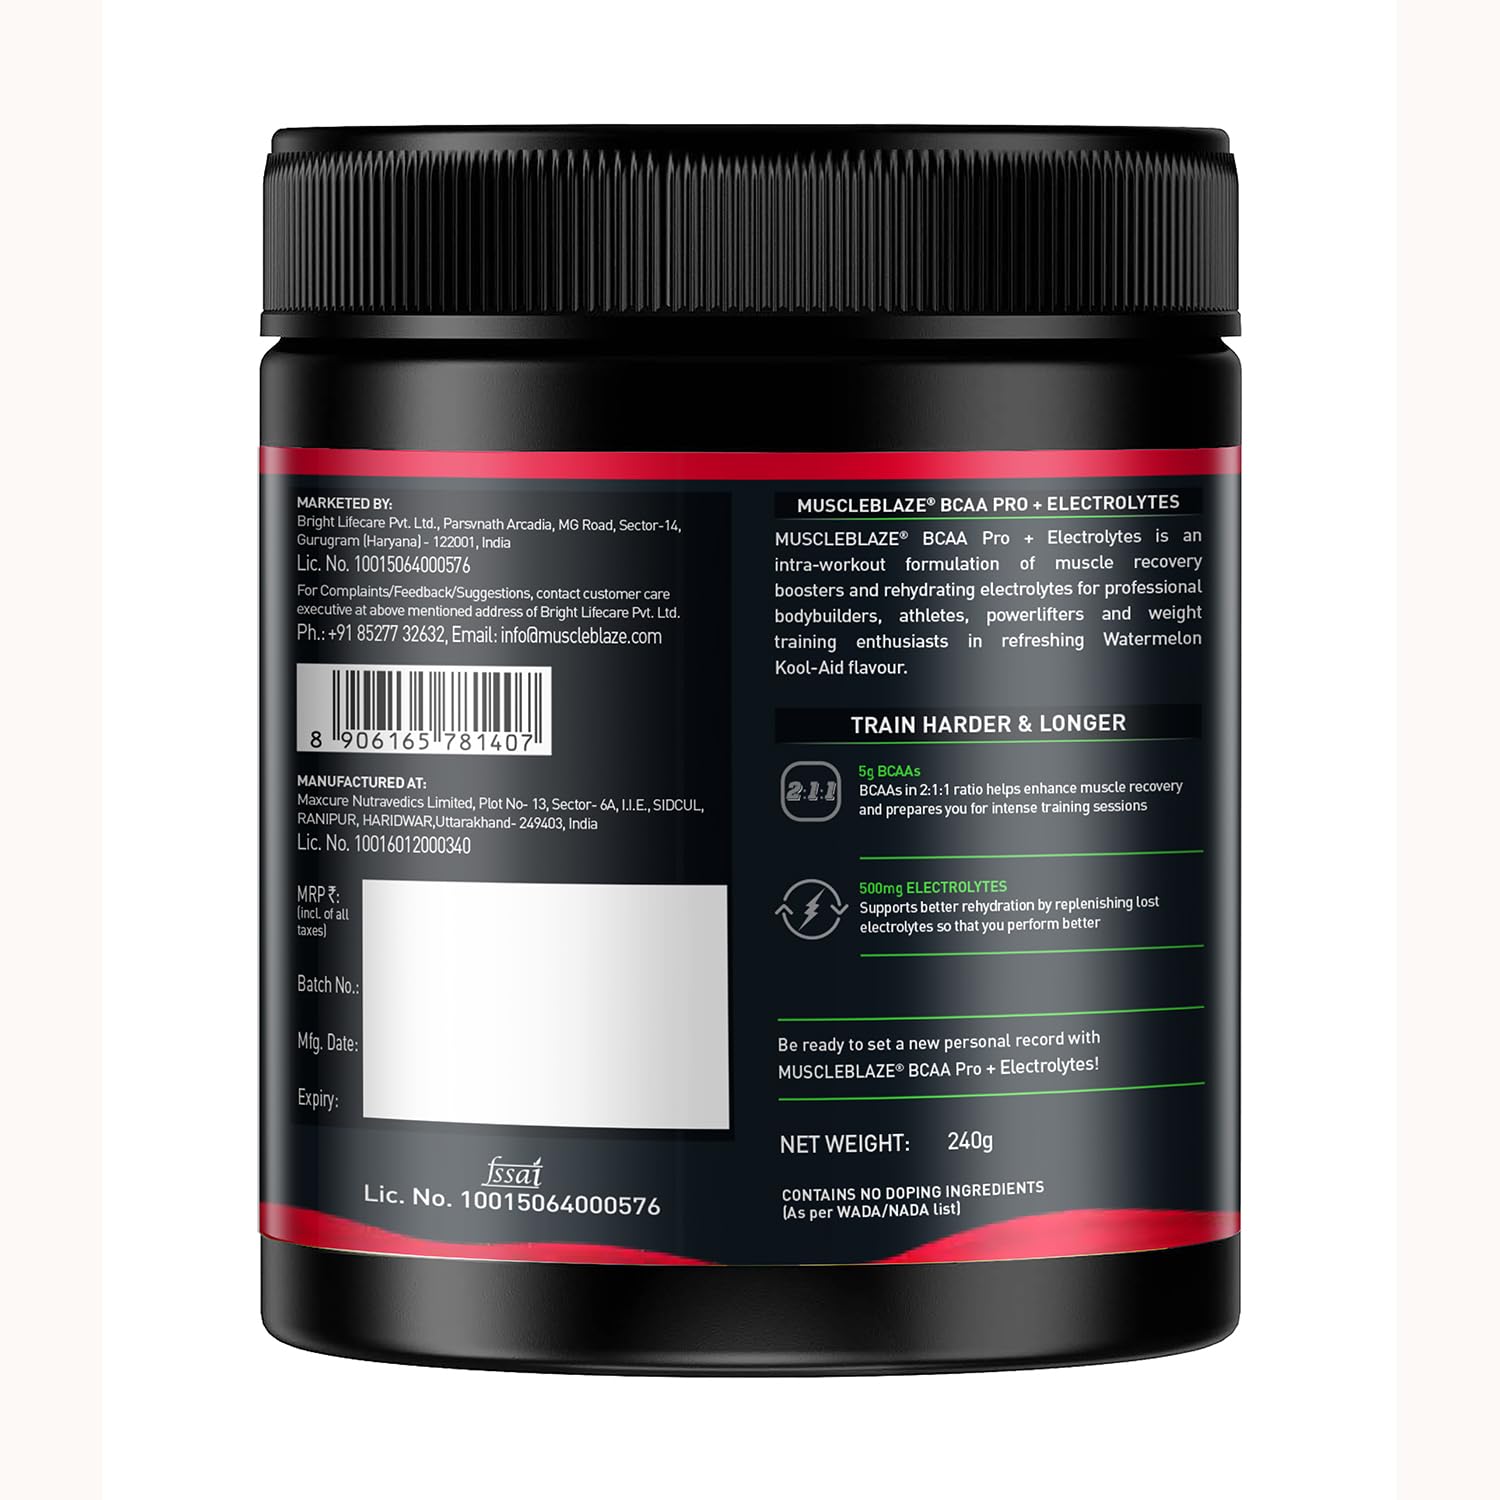 MARKETED BY:
Bright Lifecare Pvt. Ltd., Parsvnath Arcadia, MG Road, Sector-14,
Gurugram (Haryana) - 122001, India
Lic. No. 10015064000576
For Complaints/Feedback/Suggestions, contact customer care
executive at above mentioned address of Bright Lifecare Pvt. Ltd.
Ph.: +91 85277 32632, Email: info@muscleblaze.com
8 906165 781407
MANUFACTURED AT:
Maxcure Nutravedics Limited, Plot No- 13, Sector- 6A, I.I.E., SIDCUL,
RANIPUR, HARIDWAR,Uttarakhand- 249403, India
Lic. No. 10016012000340
MRP ₹:
(incl. of all
taxes)
Batch No.:
Mfg. Date:
Expiry:
fssai
Lic. No. 10015064000576
MUSCLEBLAZE® BCAA PRO + ELECTROLYTES
MUSCLEBLAZE® BCAA Pro + Electrolytes is an
intra-workout formulation of muscle recovery
boosters and rehydrating electrolytes for professional
bodybuilders, athletes, powerlifters and weight
training enthusiasts in refreshing Watermelon
Kool-Aid flavour.
TRAIN HARDER & LONGER
2:1:1
5g BCAAs
BCAAs in 2:1:1 ratio helps enhance muscle recovery
and prepares you for intense training sessions
500mg ELECTROLYTES
Supports better rehydration by replenishing lost
electrolytes so that you perform better
Be ready to set a new personal record with
MUSCLEBLAZE® BCAA Pro + Electrolytes!
NET WEIGHT: 240g
CONTAINS NO DOPING INGREDIENTS
(As per WADA/NADA list)